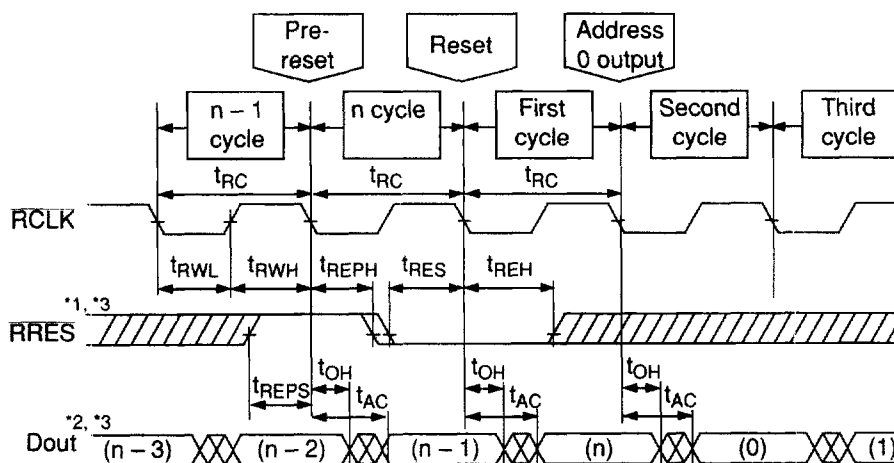 Pre-
reset
Reset
Address
0 output
n – 1
cycle
n cycle
First
cycle
Second
cycle
Third
cycle
tRC
tRC
tRC
RCLK
tRWL
tRWH
tREPH
tRES
tREH
RRES *1, *3
tREPS
tOH
tAC
tOH
tAC
tOH
tAC
Dout *2, *3
(n – 3)
(n – 2)
(n – 1)
(n)
(0)
(1)